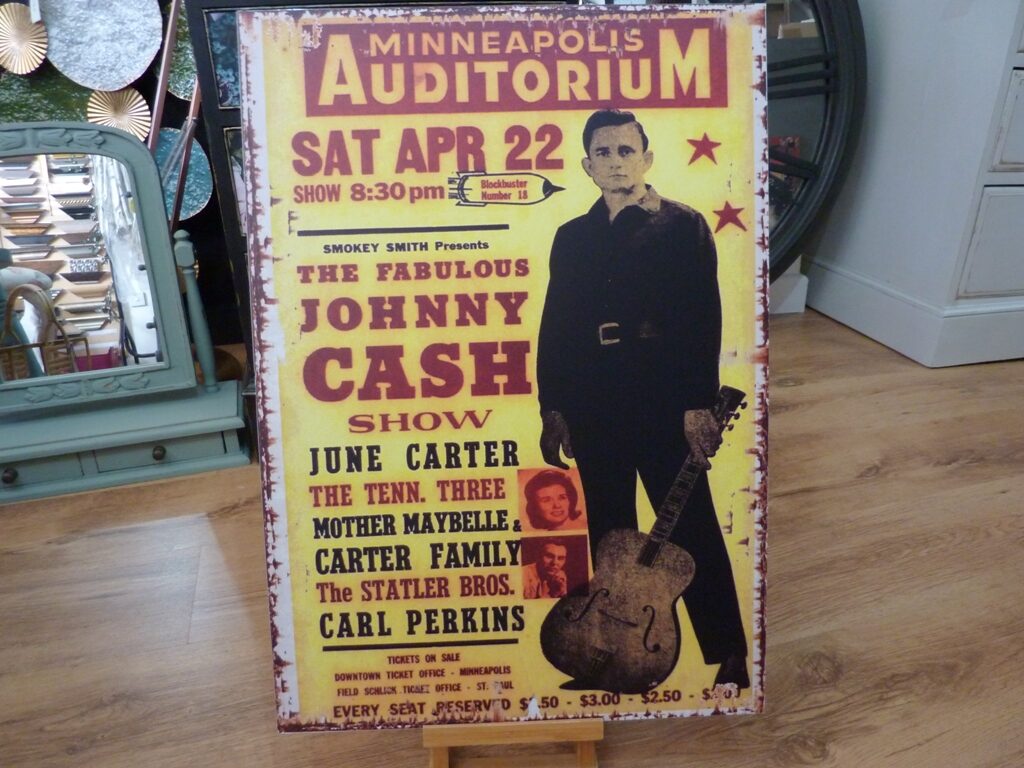 MINNEAPOLIS
AUDITORIUM
SAT APR 22
SHOW 8:30 pm
Blockbuster
Number 18
SMOKEY SMITH Presents
THE FABULOUS
JOHNNY
CASH
SHOW
JUNE CARTER
THE TENN. THREE
MOTHER MAYBELLE &
CARTER FAMILY
The STATLER BROS.
CARL PERKINS
TICKETS ON SALE
DOWNTOWN TICKET OFFICE - MINNEAPOLIS
FIELD SCHLICK TICKET OFFICE - ST. PAUL
EVERY SEAT RESERVED - $3.00 - $2.50 -